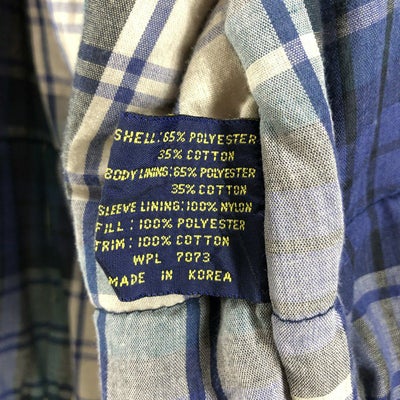 SHELL: 65% POLYESTER
35% COTTON
BODY LINING: 65% POLYESTER
35% COTTON
SLEEVE LINING: 100% NYLON
FILL: 100% POLYESTER
TRIM: 100% COTTON
WPL 7073
MADE IN KOREA